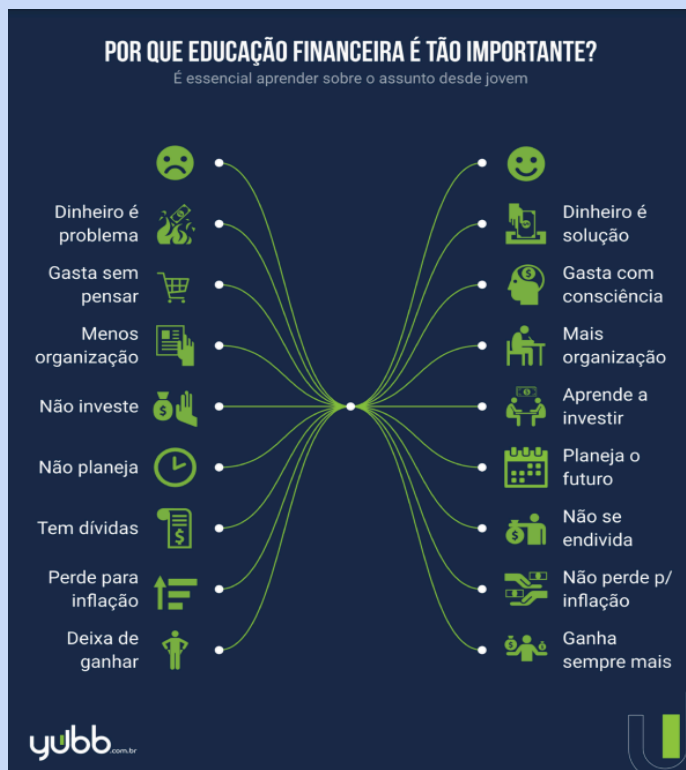 POR QUE EDUCAÇÃO FINANCEIRA É TÃO IMPORTANTE?
É essencial aprender sobre o assunto desde jovem
Dinheiro é
problema
Gasta sem
pensar
Menos
organização
Não investe
Não planeja
Tem dívidas
Perde para
inflação
Deixa de
ganhar
Dinheiro é
solução
Gasta com
consciência
Mais
organização
Aprende a
investir
Planeja o
futuro
Não se
endivida
Não perde p/
inflação
Ganha
sempre mais
yubb.com.br